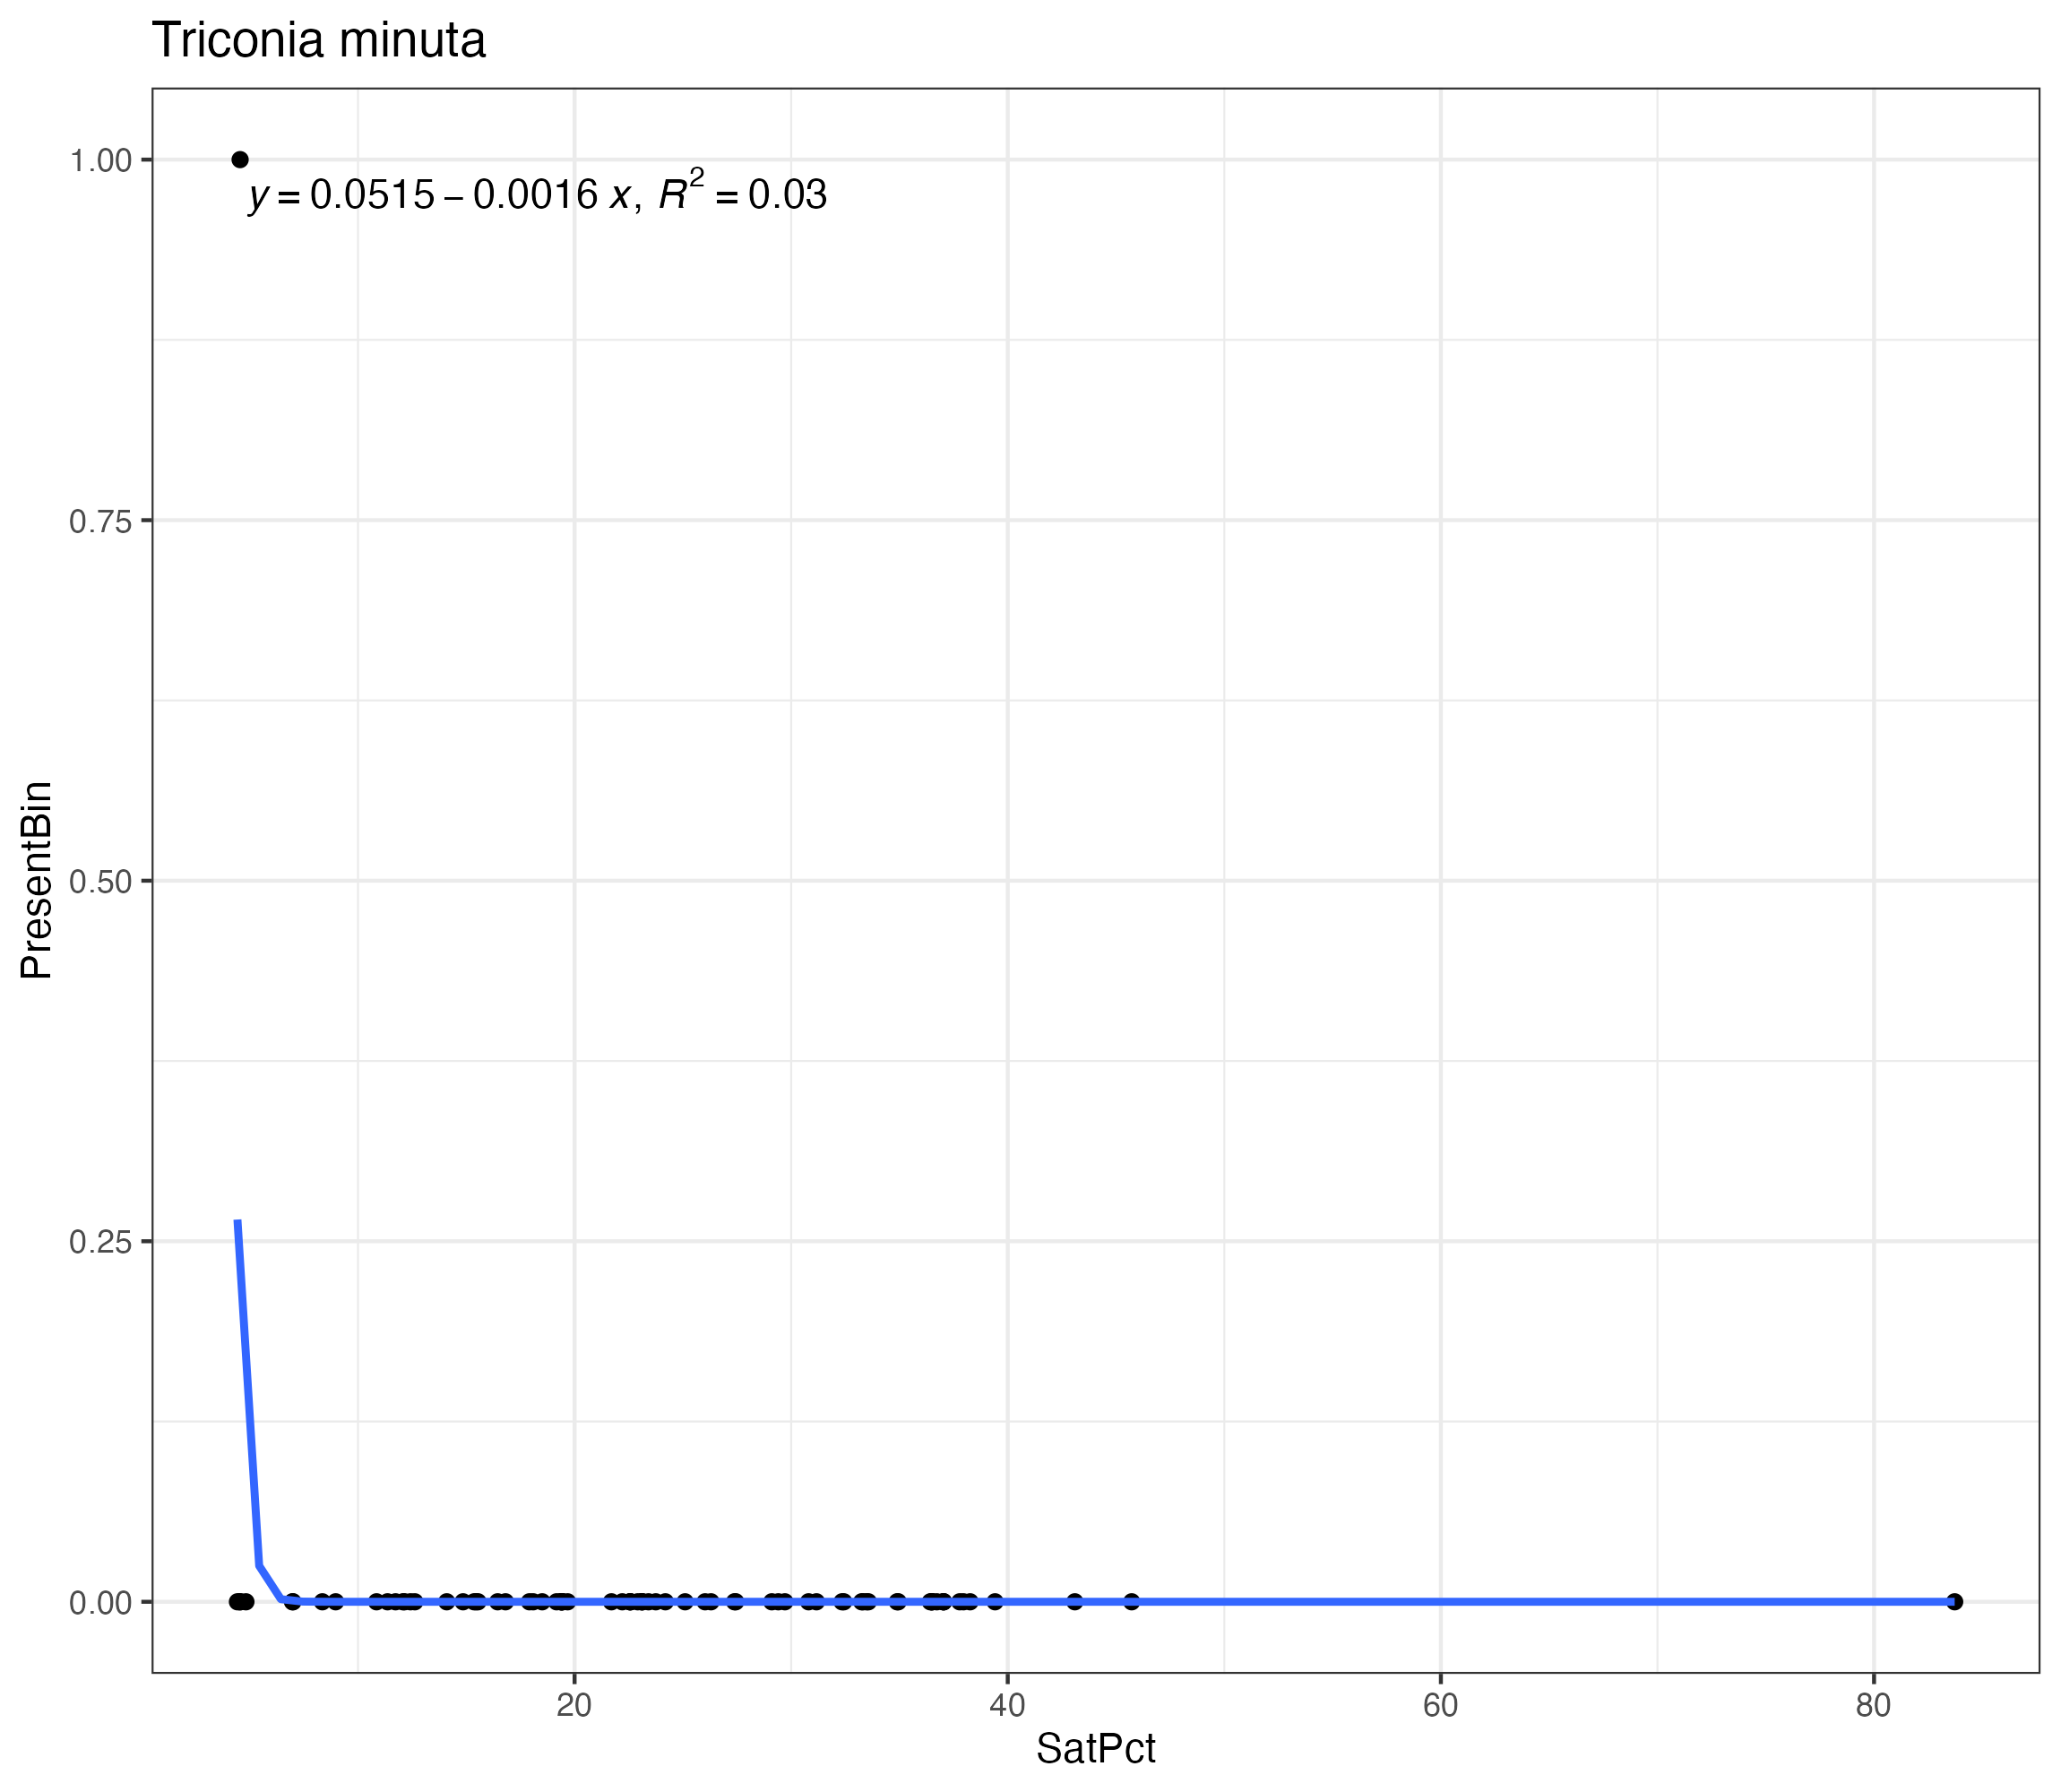 Triconia minuta
1.00
y = 0.0515 − 0.0016 x, R² = 0.03
0.75
PresentBin
0.50
0.25
0.00
20 40 60 80
SatPct